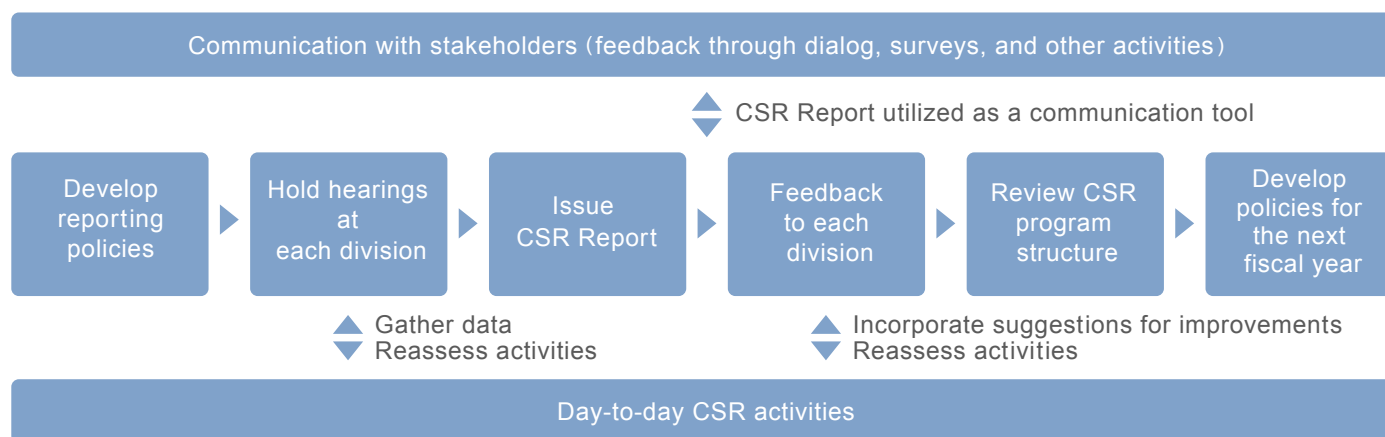 Communication with stakeholders (feedback through dialog, surveys, and other activities)
CSR Report utilized as a communication tool
Develop
reporting
policies
Hold hearings
at
each division
Issue
CSR Report
Feedback
to each
division
Review CSR
program
structure
Develop
policies for
the next
fiscal year
Gather data
Reassess activities
Incorporate suggestions for improvements
Reassess activities
Day-to-day CSR activities